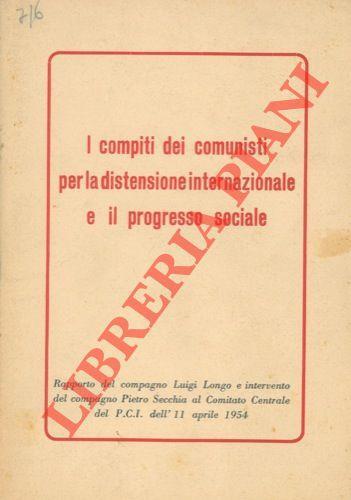 7/6
I compiti dei comunisti
per la distensione internazionale
e il progresso sociale
LIBRERIA PIANI
Rapporto del compagno Luigi Longo e intervento
del compagno Pietro Secchia al Comitato Centrale
del P.C.I. dell'11 aprile 1954